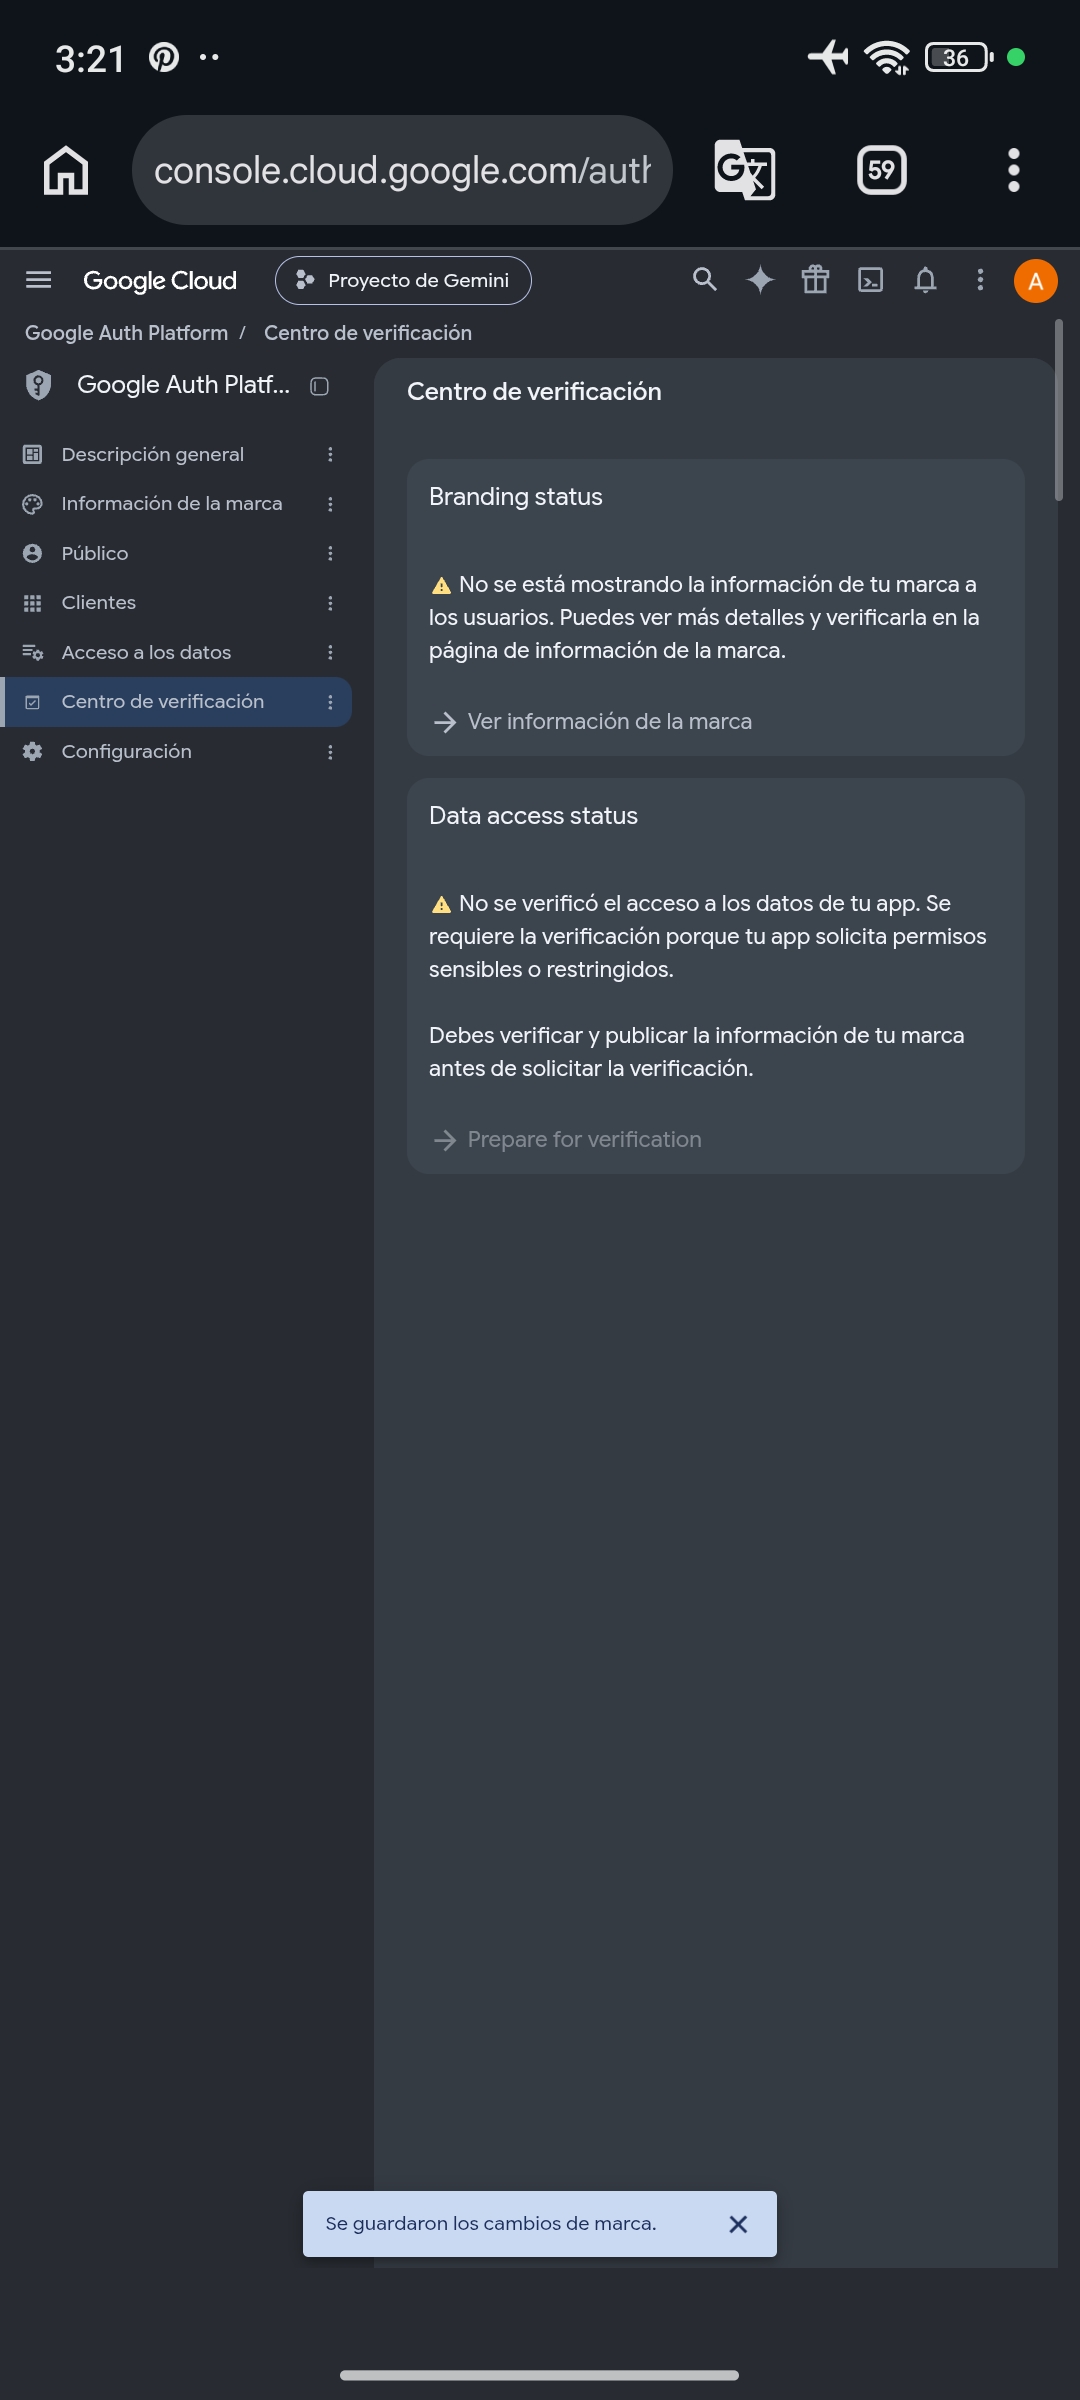 3:21
36
console.cloud.google.com/auth
59
Google Cloud
Proyecto de Gemini
A
Google Auth Platform / Centro de verificación
Google Auth Platf...
Descripción general
Información de la marca
Público
Clientes
Acceso a los datos
Centro de verificación
Configuración
Centro de verificación
Branding status
No se está mostrando la información de tu marca a
los usuarios. Puedes ver más detalles y verificarla en la
página de información de la marca.
Ver información de la marca
Data access status
No se verificó el acceso a los datos de tu app. Se
requiere la verificación porque tu app solicita permisos
sensibles o restringidos.
Debes verificar y publicar la información de tu marca
antes de solicitar la verificación.
Prepare for verification
Se guardaron los cambios de marca.